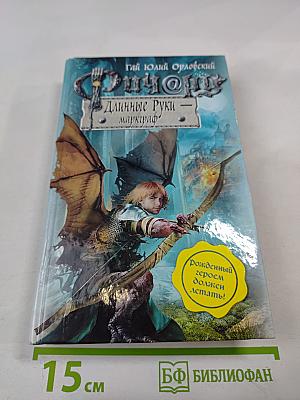 Гай Юлий Орловский
Ричард
Длинные Руки —
маркграф
Рожденный
героем
должен
летать!
15 см
БФ БИБЛИОФАН